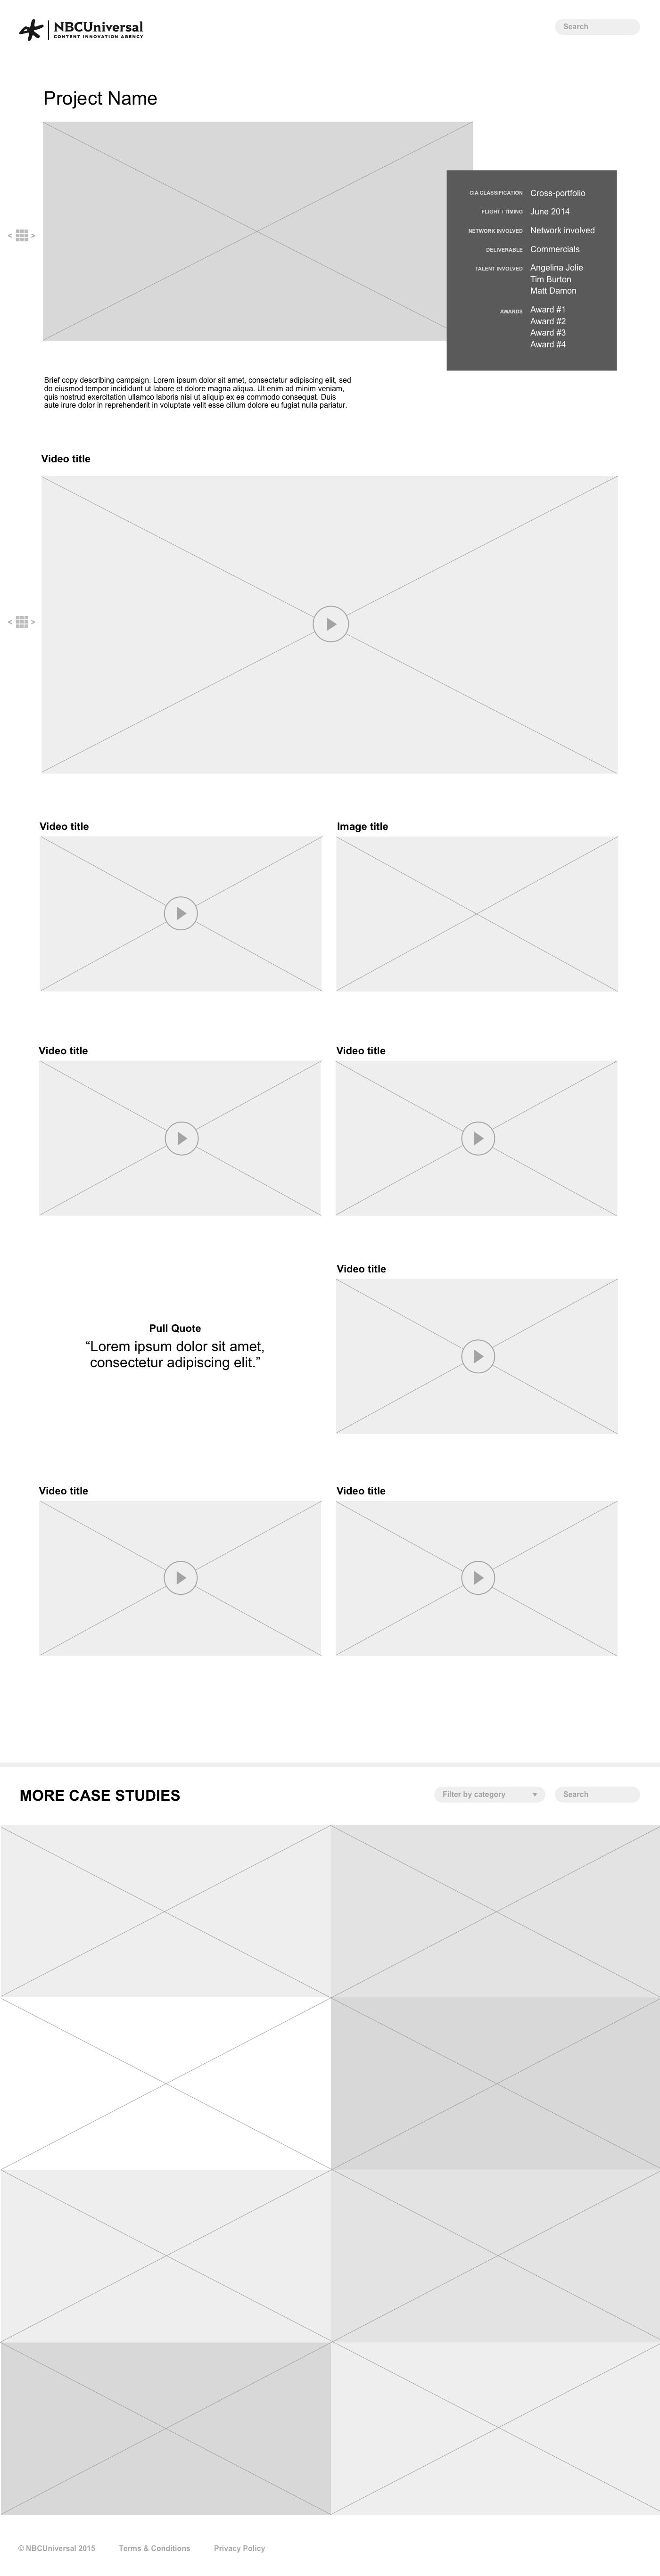 NBCUniversal
CONTENT INNOVATION AGENCY
Search
Project Name
CIA CLASSIFICATION Cross-portfolio
FLIGHT / TIMING June 2014
NETWORK INVOLVED Network involved
DELIVERABLE Commercials
TALENT INVOLVED Angelina Jolie
Tim Burton
Matt Damon
AWARDS Award #1
Award #2
Award #3
Award #4
< >
Brief copy describing campaign. Lorem ipsum dolor sit amet, consectetur adipiscing elit, sed
do eiusmod tempor incididunt ut labore et dolore magna aliqua. Ut enim ad minim veniam,
quis nostrud exercitation ullamco laboris nisi ut aliquip ex ea commodo consequat. Duis
aute irure dolor in reprehenderit in voluptate velit esse cillum dolore eu fugiat nulla pariatur.
Video title
< >
Video title
Image title
Video title
Video title
Video title
Pull Quote
“Lorem ipsum dolor sit amet,
consectetur adipiscing elit.”
Video title
Video title
MORE CASE STUDIES
Filter by category
Search
© NBCUniversal 2015
Terms & Conditions
Privacy Policy